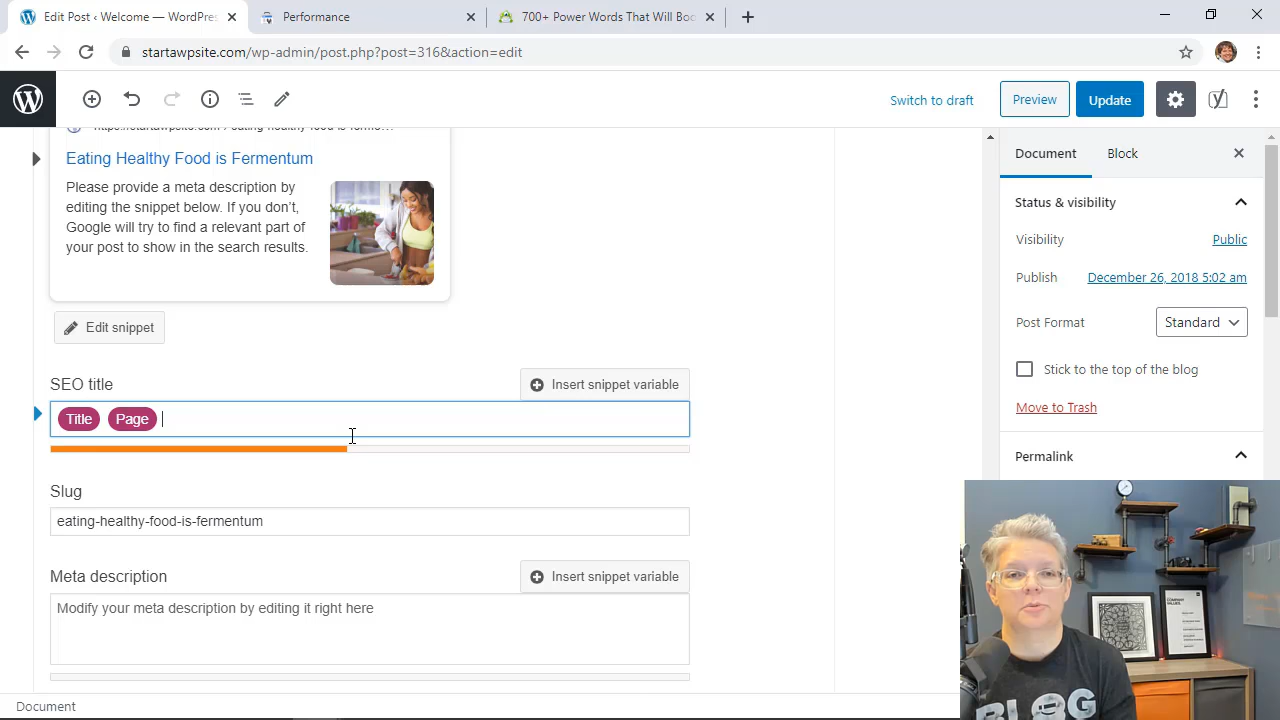 Edit Post ‹ Welcome — WordPres
Performance
700+ Power Words That Will Boo
startawpsite.com/wp-admin/post.php?post=316&action=edit
Switch to draft
Preview
Update
Eating Healthy Food is Fermentum
Please provide a meta description by
editing the snippet below. If you don't,
Google will try to find a relevant part of
your post to show in the search results.
Edit snippet
SEO title
Insert snippet variable
Title Page
Slug
eating-healthy-food-is-fermentum
Meta description
Insert snippet variable
Modify your meta description by editing it right here
Document
Document
Block
Status & visibility
Visibility
Public
Publish
December 26, 2018 5:02 am
Post Format
Standard
Stick to the top of the blog
Move to Trash
Permalink
COMPANY
VALUES
BLOG